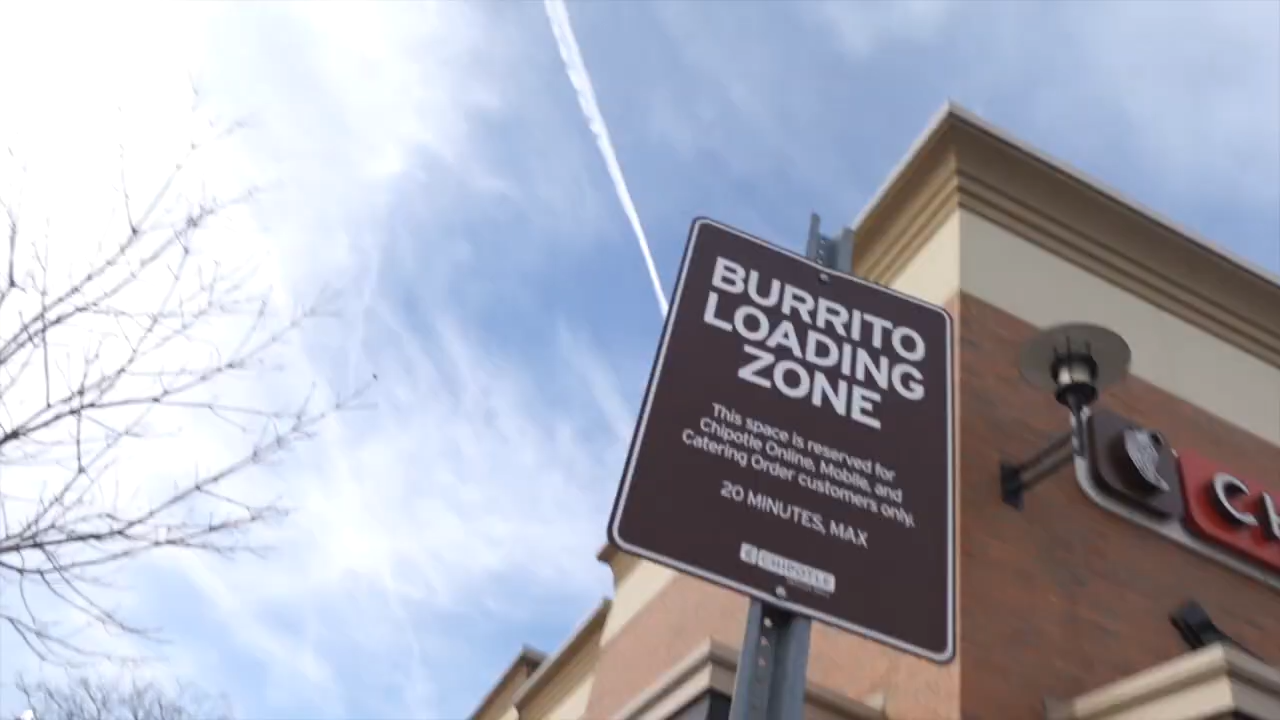 BURRITO
LOADING
ZONE
This space is reserved for
Chipotle Online, Mobile, and
Catering Order customers only.
20 MINUTES, MAX
CHIPOTLE